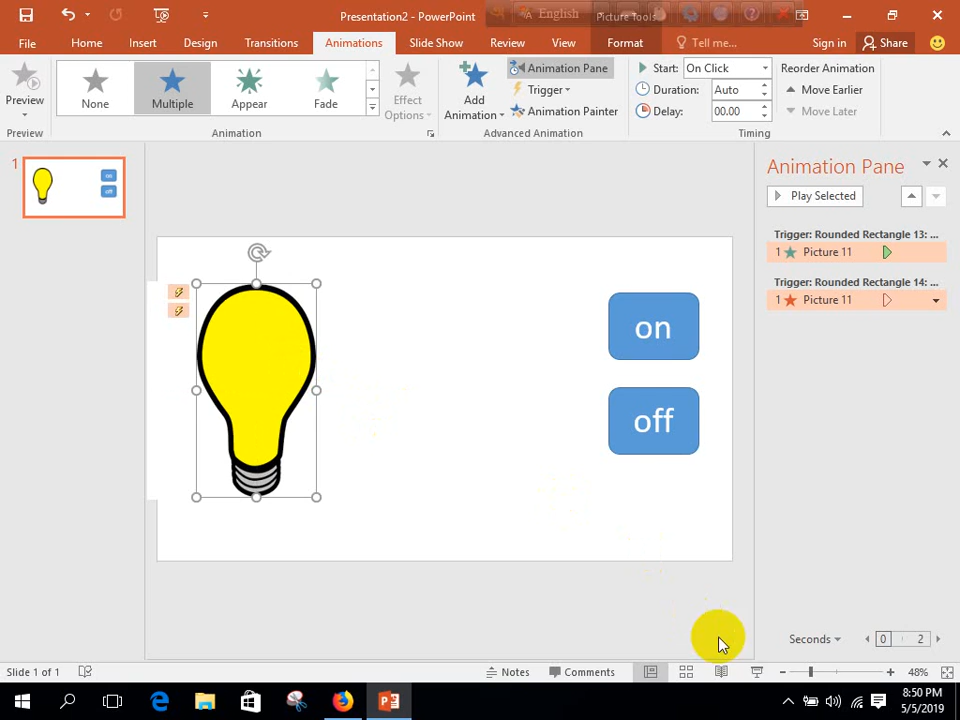 Presentation2 - PowerPoint
English
Picture Tools
File
Home
Insert
Design
Transitions
Animations
Slide Show
Review
View
Format
Tell me...
Sign in
Share
Preview
None
Multiple
Appear
Fade
Effect
Options
Add
Animation
Animation Pane
Trigger
Animation Painter
Start: On Click
Duration: Auto
Delay: 00.00
Reorder Animation
Move Earlier
Move Later
Preview
Animation
Advanced Animation
Timing
1
on
off
on
off
Animation Pane
Play Selected
Trigger: Rounded Rectangle 13: ...
1 Picture 11
Trigger: Rounded Rectangle 14: ...
1 Picture 11
Seconds
0
2
Slide 1 of 1
Notes
Comments
48%
8:50 PM
5/5/2019